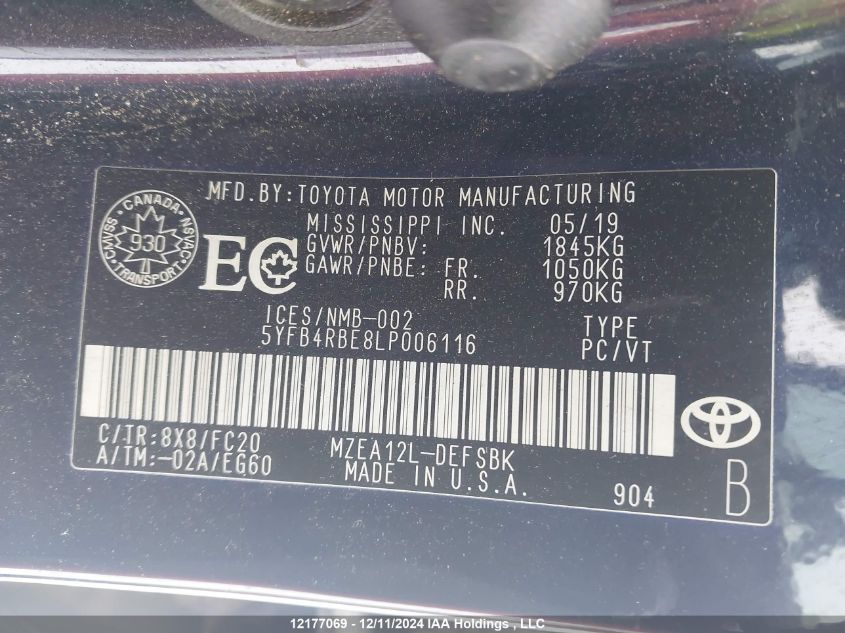 MFD.BY:TOYOTA MOTOR MANUFACTURING
MISSISSIPPI INC. 05/19
GVWR/PNBV: 1845KG
GAWR/PNBE: FR. 1050KG
RR. 970KG
CANADA
CMVSS NSVAC
930
TRANSPORT
EC
ICES/NMB-002
5YFB4RBE8LP006116
TYPE
PC/VT
C/TR:8X8/FC20
A/TM:-02A/EG60
MZEA12L-DEFSBK
MADE IN U.S.A.
904
B
12177069 - 12/11/2024 IAA Holdings , LLC